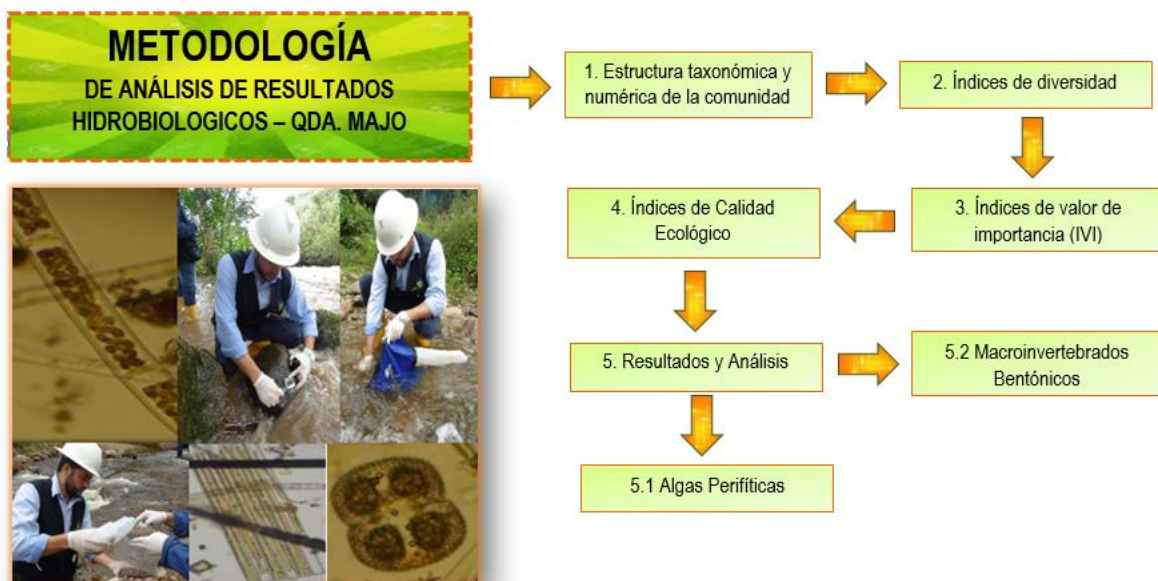 METODOLOGÍA
DE ANÁLISIS DE RESULTADOS
HIDROBIOLOGICOS – QDA. MAJO
1. Estructura taxonómica y
numérica de la comunidad
2. Índices de diversidad
3. Índices de valor de
importancia (IVI)
4. Índices de Calidad
Ecológico
5. Resultados y Análisis
5.2 Macroinvertebrados
Bentónicos
5.1 Algas Perifíticas